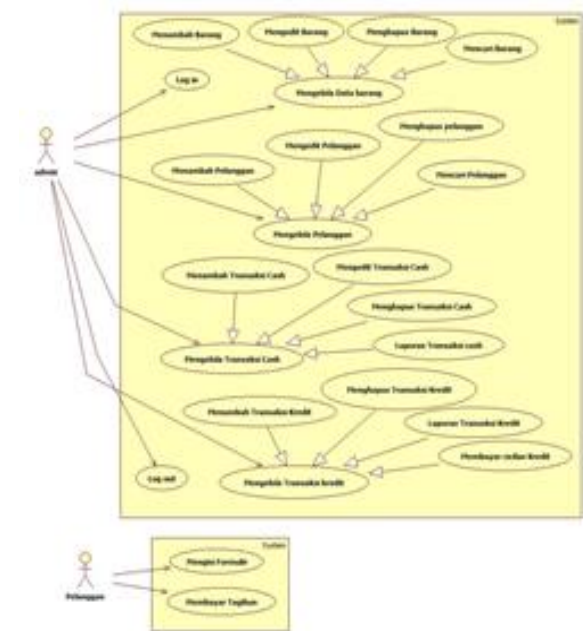 System
Menambah Barang
Mengedit Barang
Menghapus Barang
Mencari Barang
Log in
Mengelola Data barang
admin
Menghapus pelanggan
Mengedit Pelanggan
Menambah Pelanggan
Mencari Pelanggan
Mengelola Pelanggan
Menambah Transaksi Cash
Mengedit Transaksi Cash
Menghapus Transaksi Cash
Laporan Transaksi cash
Mengelola Transaksi Cash
Menghapus Transaksi Kredit
Menambah Transaksi Kredit
Laporan Transaksi Kredit
Membayar cicilan Kredit
Mengelola Transaksi kredit
Log out
System
Mengisi Formulir
Membayar Tagihan
Pelanggan